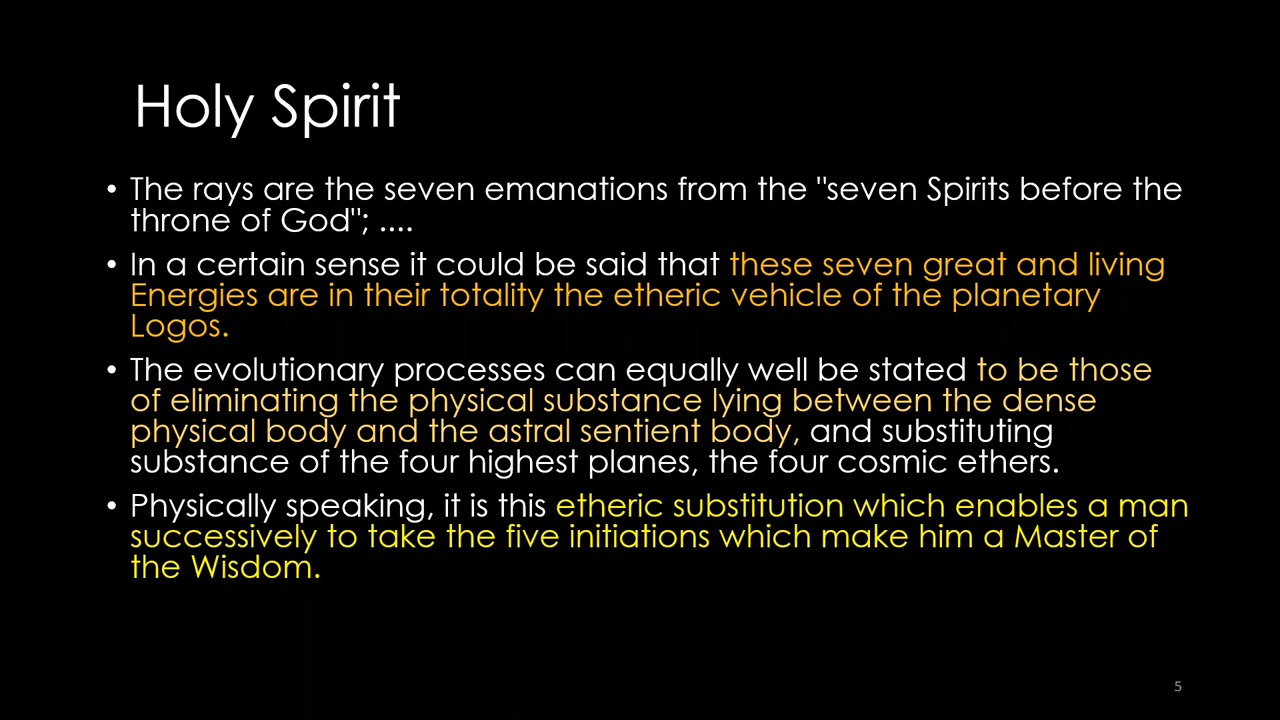 Holy Spirit
• The rays are the seven emanations from the "seven Spirits before the
throne of God"; ....
• In a certain sense it could be said that these seven great and living
Energies are in their totality the etheric vehicle of the planetary
Logos.
• The evolutionary processes can equally well be stated to be those
of eliminating the physical substance lying between the dense
physical body and the astral sentient body, and substituting
substance of the four highest planes, the four cosmic ethers.
• Physically speaking, it is this etheric substitution which enables a man
successively to take the five initiations which make him a Master of
the Wisdom.
5